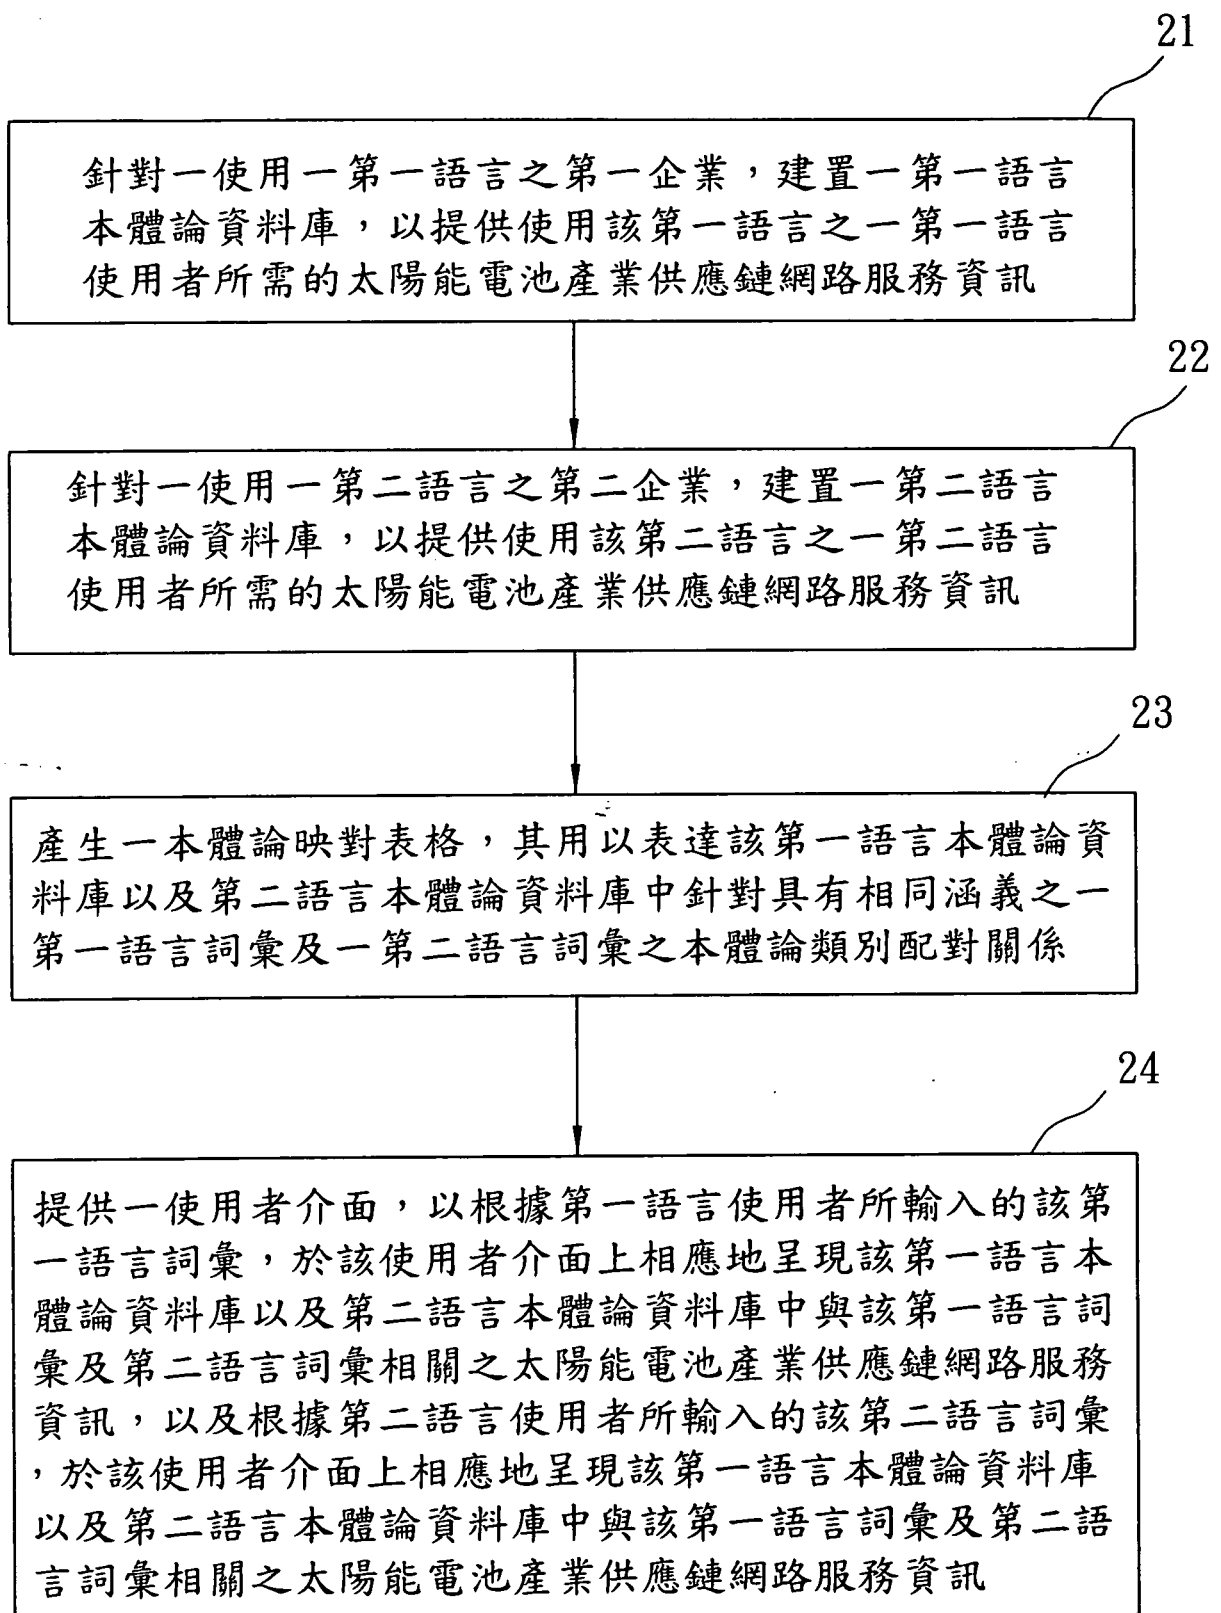 21
針對一使用一第一語言之第一企業，建置一第一語言
本體論資料庫，以提供使用該第一語言之一第一語言
使用者所需的太陽能電池產業供應鏈網路服務資訊
22
針對一使用一第二語言之第二企業，建置一第二語言
本體論資料庫，以提供使用該第二語言之一第二語言
使用者所需的太陽能電池產業供應鏈網路服務資訊
23
產生一本體論映對表格，其用以表達該第一語言本體論資
料庫以及第二語言本體論資料庫中針對具有相同涵義之一
第一語言詞彙及一第二語言詞彙之本體論類別配對關係
24
提供一使用者介面，以根據第一語言使用者所輸入的該第
一語言詞彙，於該使用者介面上相應地呈現該第一語言本
體論資料庫以及第二語言本體論資料庫中與該第一語言詞
彙及第二語言詞彙相關之太陽能電池產業供應鏈網路服務
資訊，以及根據第二語言使用者所輸入的該第二語言詞彙
，於該使用者介面上相應地呈現該第一語言本體論資料庫
以及第二語言本體論資料庫中與該第一語言詞彙及第二語
言詞彙相關之太陽能電池產業供應鏈網路服務資訊